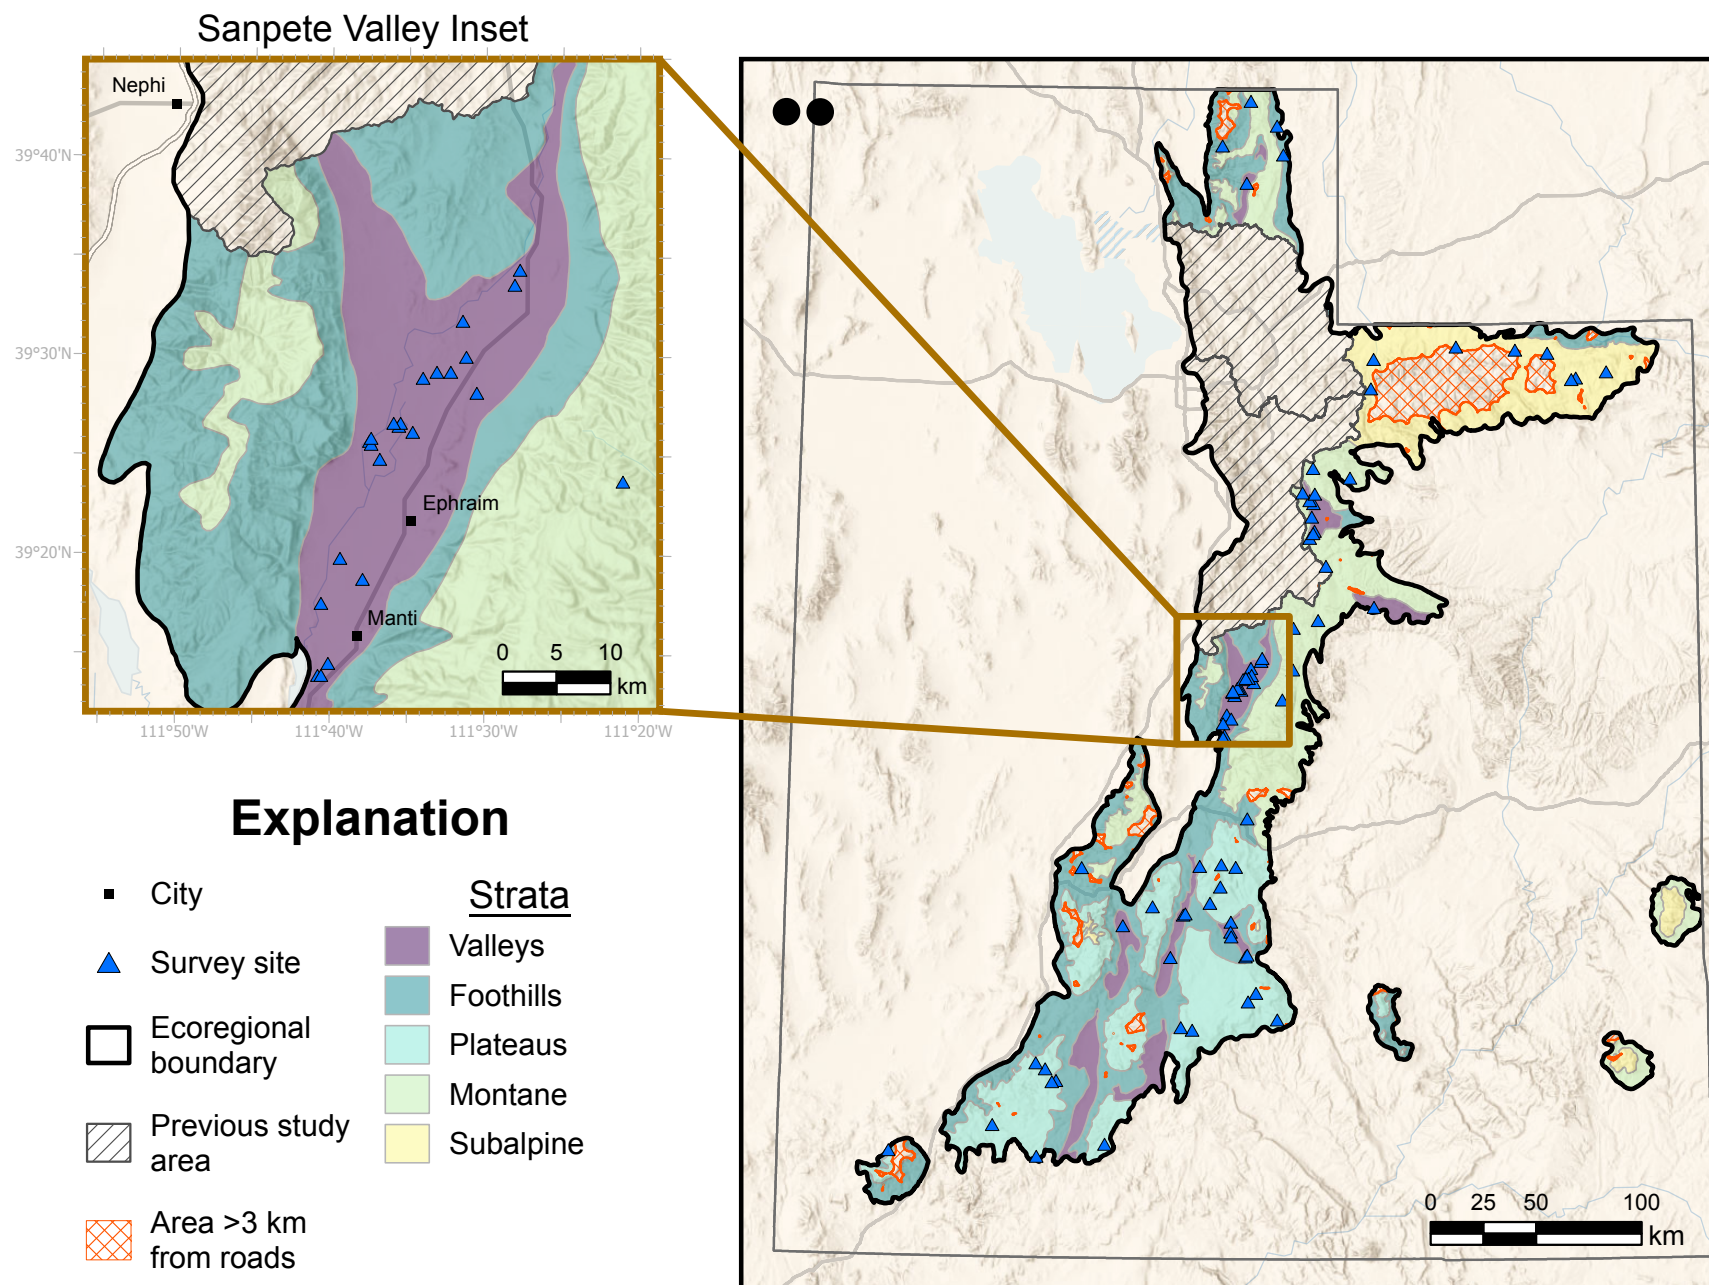 Sanpete Valley Inset
Nephi
39°40'N
39°30'N
39°20'N
Ephraim
Manti
0 5 10
km
111°50'W 111°40'W 111°30'W 111°20'W
Explanation
City
Survey site
Ecoregional
boundary
Previous study
area
Area >3 km
from roads
Strata
Valleys
Foothills
Plateaus
Montane
Subalpine
0 25 50 100
km